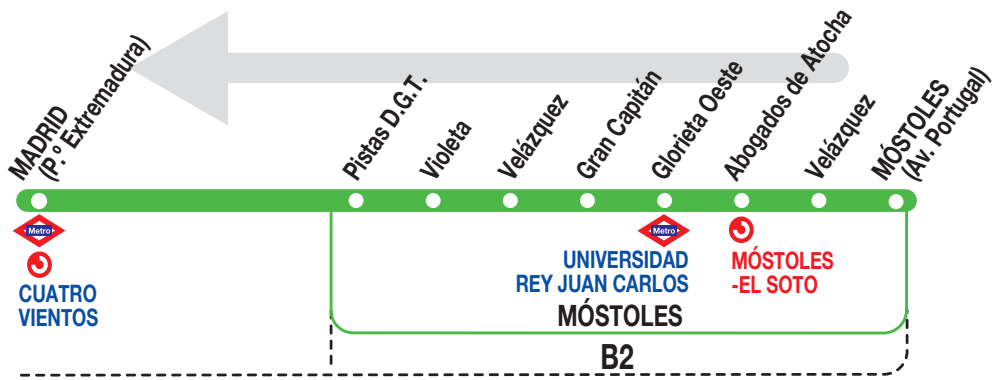 MADRID
(P.º Extremadura)
Pistas D.G.T.
Violeta
Velázquez
Gran Capitán
Glorieta Oeste
Abogados de Atocha
Velázquez
MÓSTOLES
(Av. Portugal)
Metro
CUATRO
VIENTOS
Metro
UNIVERSIDAD
REY JUAN CARLOS
MÓSTOLES
-EL SOTO
MÓSTOLES
B2